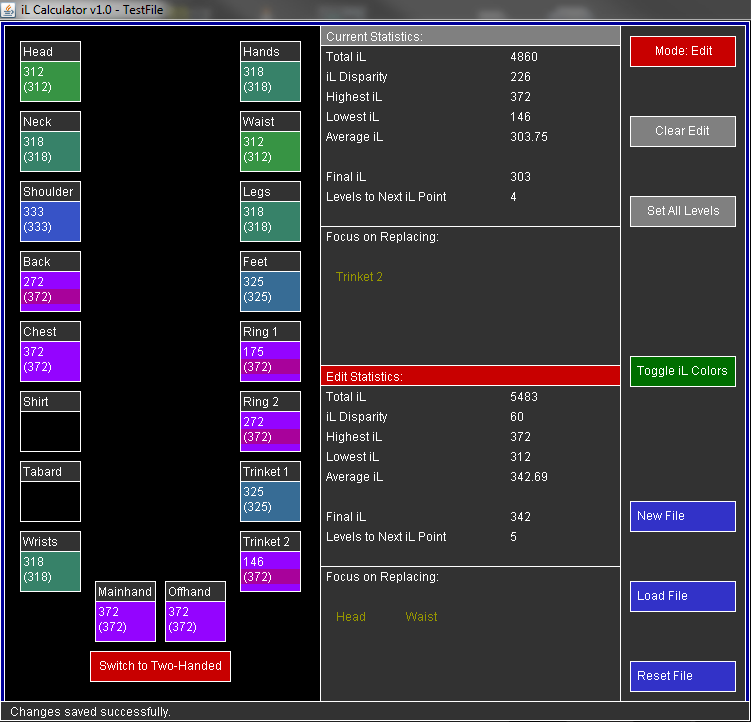 iL Calculator v1.0 - TestFile
Head
312
(312)
Neck
318
(318)
Shoulder
333
(333)
Back
272
(372)
Chest
372
(372)
Shirt
Tabard
Wrists
318
(318)
Hands
318
(318)
Waist
312
(312)
Legs
318
(318)
Feet
325
(325)
Ring 1
175
(372)
Ring 2
272
(372)
Trinket 1
325
(325)
Trinket 2
146
(372)
Mainhand
372
(372)
Offhand
372
(372)
Switch to Two-Handed
Current Statistics:
Total iL 4860
iL Disparity 226
Highest iL 372
Lowest iL 146
Average iL 303.75
Final iL 303
Levels to Next iL Point 4
Focus on Replacing:
Trinket 2
Edit Statistics:
Total iL 5483
iL Disparity 60
Highest iL 372
Lowest iL 312
Average iL 342.69
Final iL 342
Levels to Next iL Point 5
Focus on Replacing:
Head Waist
Mode: Edit
Clear Edit
Set All Levels
Toggle iL Colors
New File
Load File
Reset File
Changes saved successfully.